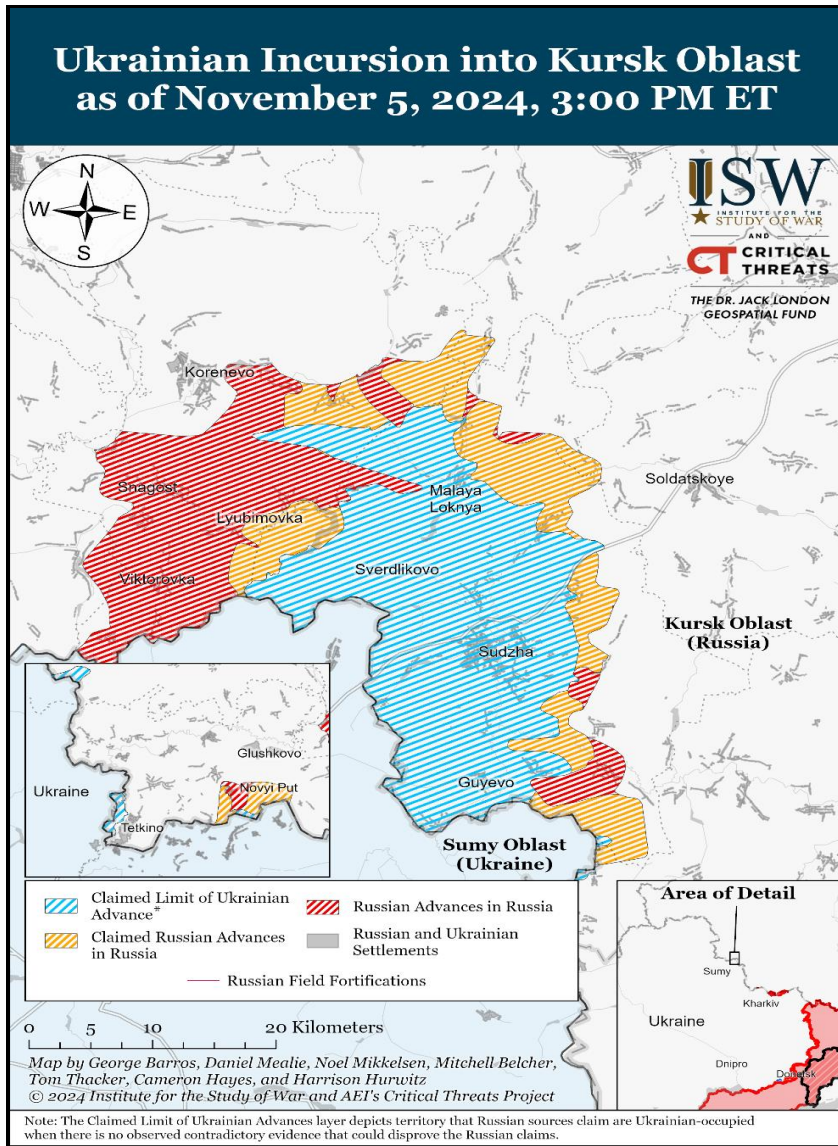 Ukrainian Incursion into Kursk Oblast
as of November 5, 2024, 3:00 PM ET
N
W E
S
ISW
INSTITUTE FOR THE
STUDY OF WAR
AND
CT CRITICAL
THREATS
THE DR. JACK LONDON
GEOSPATIAL FUND
Korenevo
Snagost
Malaya
Loknya
Soldatskoye
Lyubimovka
Viktorovka
Sverdlikovo
Kursk Oblast
(Russia)
Sudzha
Glushkovo
Ukraine
Novyi Put
Tetkino
Guyevo
Sumy Oblast
(Ukraine)
Claimed Limit of Ukrainian
Advance*
Russian Advances in Russia
Claimed Russian Advances
in Russia
Russian and Ukrainian
Settlements
Russian Field Fortifications
0 5 10 20 Kilometers
Map by George Barros, Daniel Mealie, Noel Mikkelsen, Mitchell Belcher,
Tom Thacker, Cameron Hayes, and Harrison Hurwitz
© 2024 Institute for the Study of War and AEI's Critical Threats Project
Area of Detail
Sumy
Kharkiv
Ukraine
Dnipro
Donetsk
Note: The Claimed Limit of Ukrainian Advances layer depicts territory that Russian sources claim are Ukrainian-occupied
when there is no observed contradictory evidence that could disprove the Russian claims.